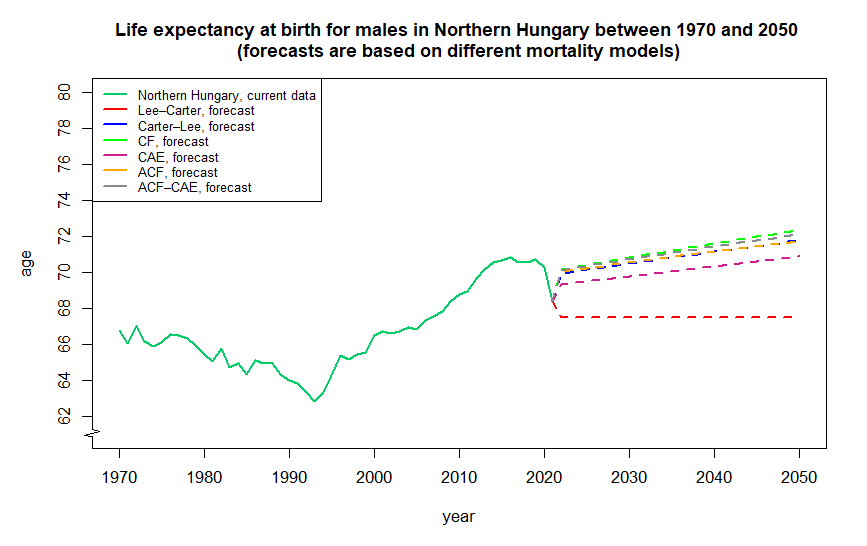 Life expectancy at birth for males in Northern Hungary between 1970 and 2050
(forecasts are based on different mortality models)
Northern Hungary, current data
Lee–Carter, forecast
Carter–Lee, forecast
CF, forecast
CAE, forecast
ACF, forecast
ACF–CAE, forecast
age
80
78
76
74
72
70
68
66
64
62
1970 1980 1990 2000 2010 2020 2030 2040 2050
year